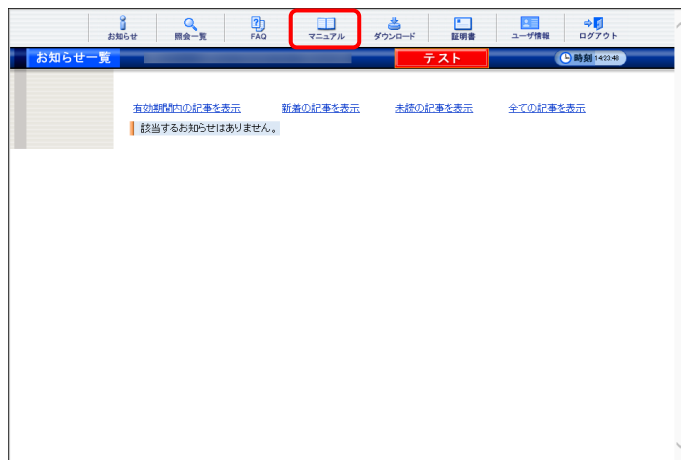 お知らせ 照会一覧 FAQ マニュアル ダウンロード 証明書 ユーザ情報 ログアウト
お知らせ一覧 テスト 時刻 14:23:48
有効期間内の記事を表示 新着の記事を表示 未読の記事を表示 全ての記事を表示
該当するお知らせはありません。